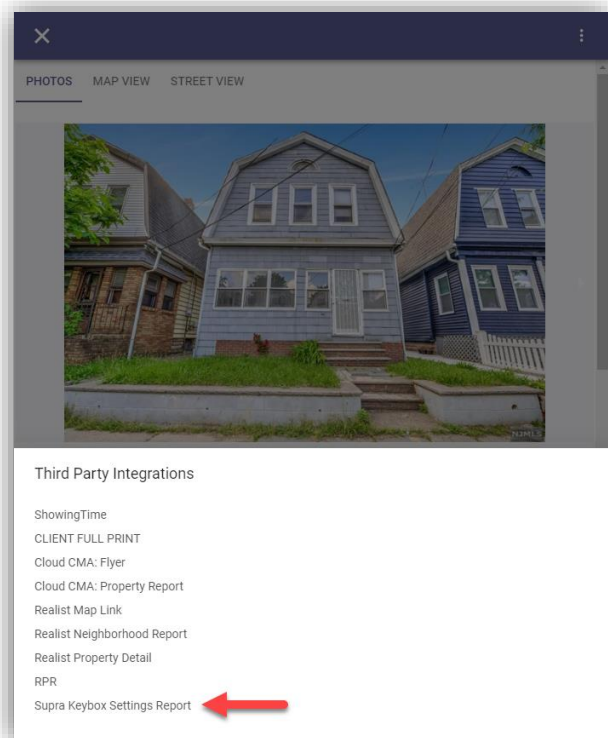 PHOTOS MAP VIEW STREET VIEW
NJMLS
Third Party Integrations
ShowingTime
CLIENT FULL PRINT
Cloud CMA: Flyer
Cloud CMA: Property Report
Realist Map Link
Realist Neighborhood Report
Realist Property Detail
RPR
Supra Keybox Settings Report